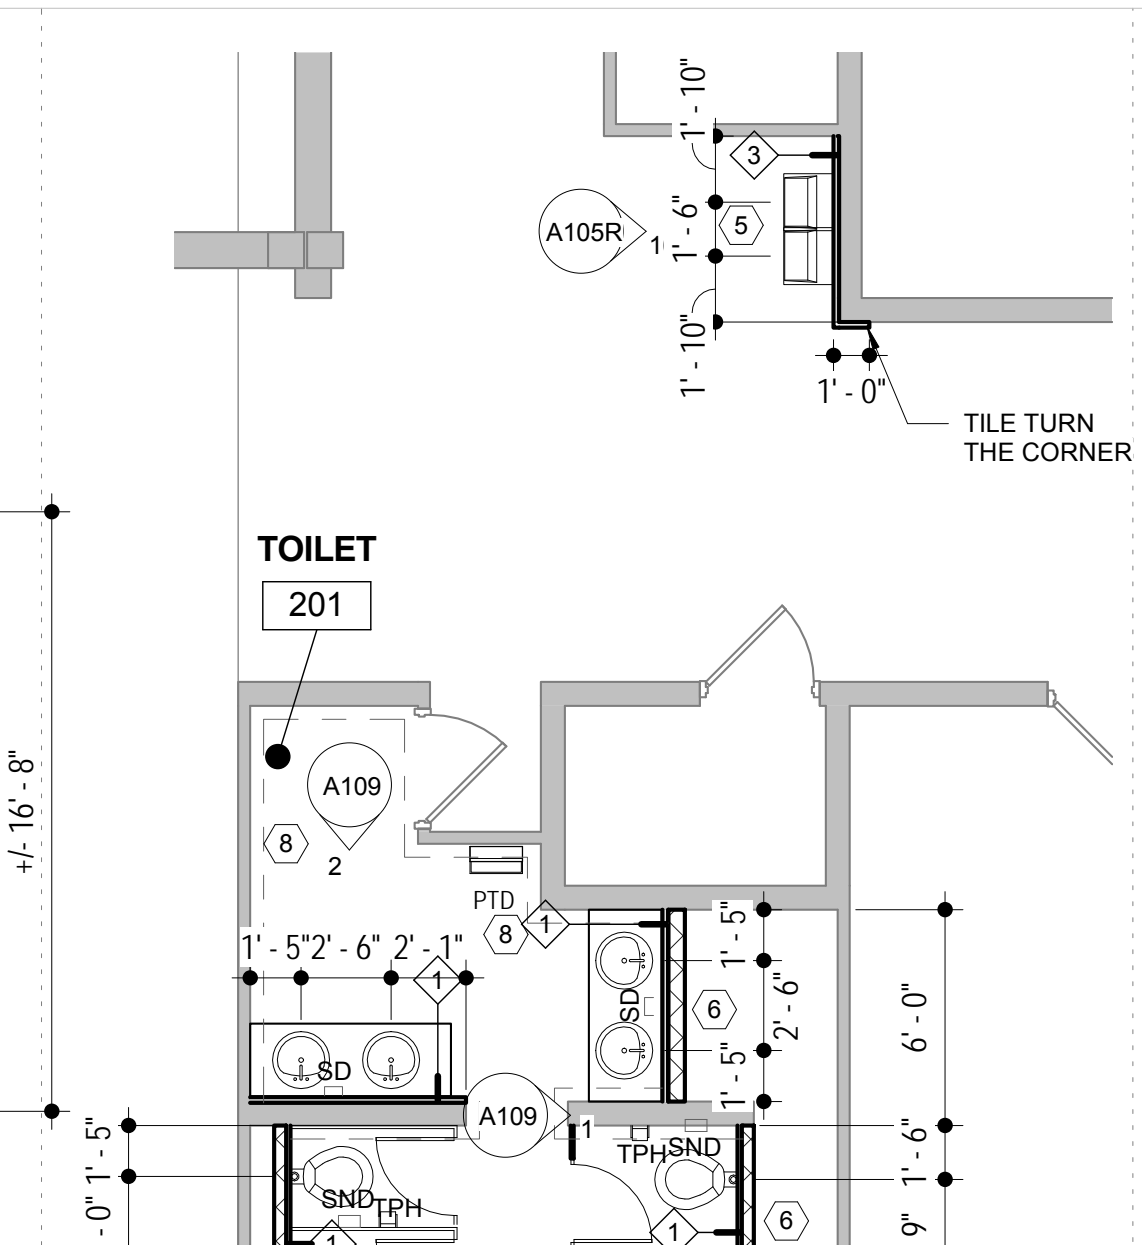 1' - 10"
3
A105R
1
1' - 6"
5
1' - 10"
1' - 0"
TILE TURN
THE CORNER
TOILET
201
+/- 16' - 8"
A109
2
8
PTD
8
1
1' - 5"
2' - 6"
2' - 1"
1
SD
SD
6
1' - 5"
2' - 6"
1' - 5"
6' - 0"
A109
1
1' - 5"
- 0"
TPH
SND
SND
TPH
1
1
6
1' - 6"
9"